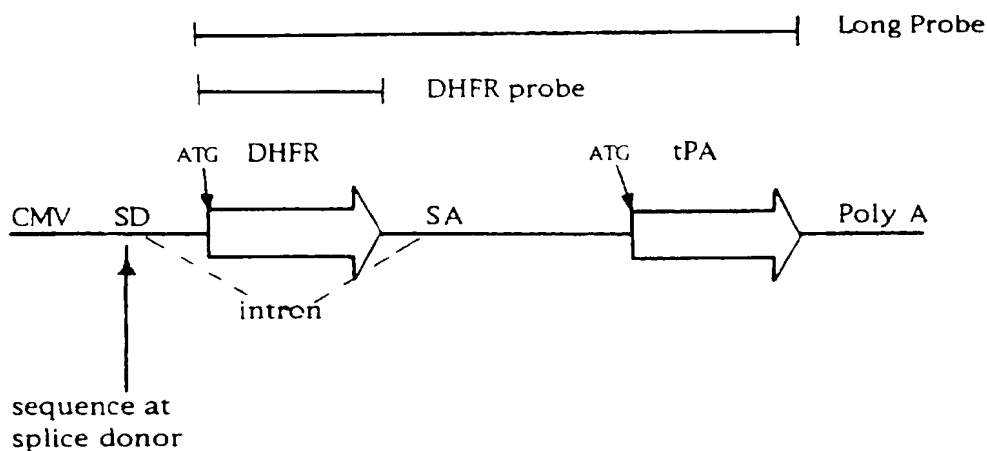 Long Probe
DHFR probe
ATG DHFR ATG tPA
CMV SD SA Poly A
intron
sequence at
splice donor